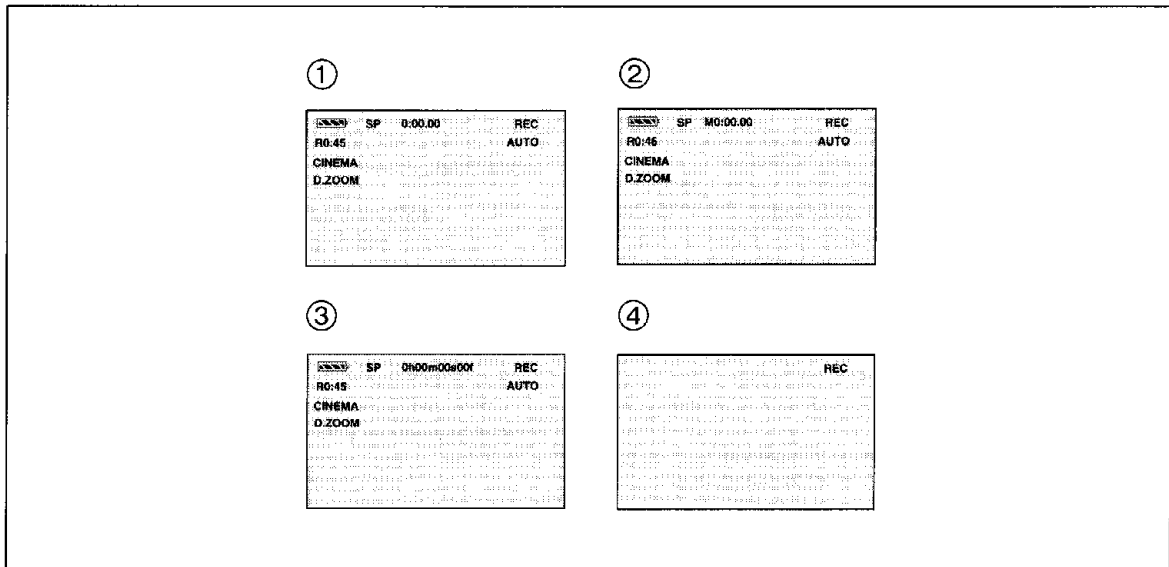 ① ②
SP 0:00.00 REC
R0:45 AUTO
CINEMA
D.ZOOM
SP M0:00.00 REC
R0:45 AUTO
CINEMA
D.ZOOM
③ ④
SP 0h00m00s00f REC
R0:45 AUTO
CINEMA
D.ZOOM
REC